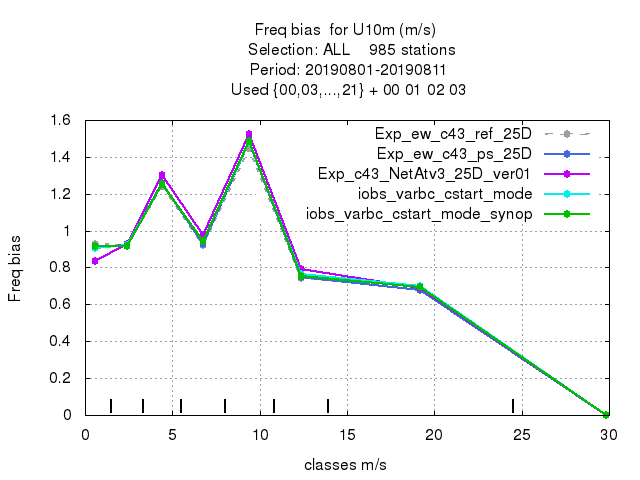 Freq bias  for U10m (m/s)
Selection: ALL    985 stations
Period: 20190801-20190811
Used {00,03,...,21} + 00 01 02 03
Exp_ew_c43_ref_25D
Exp_ew_c43_ps_25D
Exp_c43_NetAtv3_25D_ver01
iobs_varbc_cstart_mode
iobs_varbc_cstart_mode_synop
Freq bias
1.6
1.4
1.2
1
0.8
0.6
0.4
0.2
0
0 5 10 15 20 25 30
classes m/s